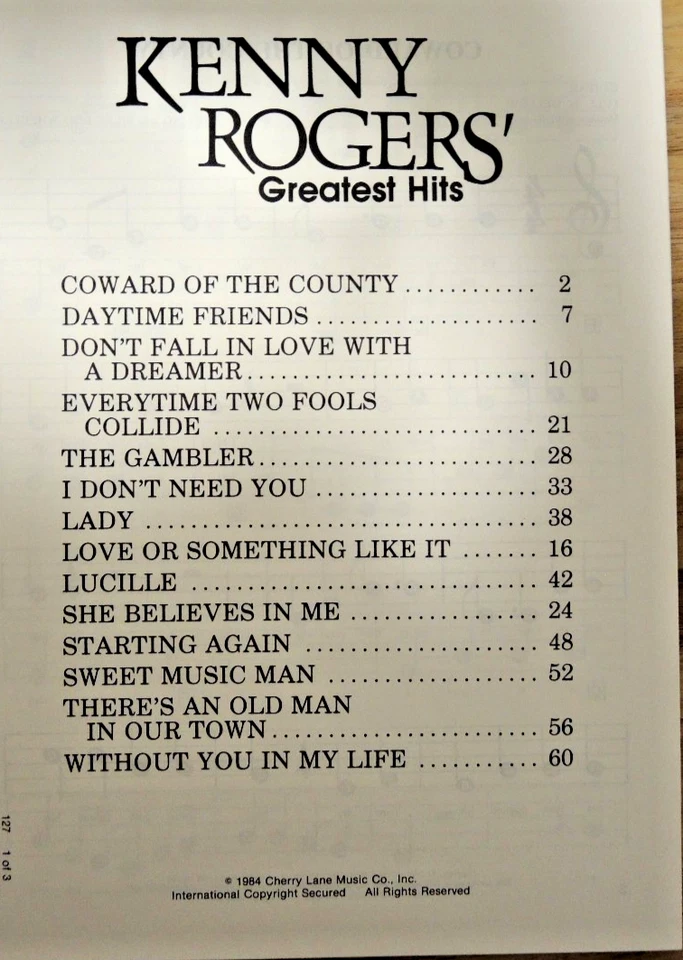 KENNY
ROGERS'
Greatest Hits
COWARD OF THE COUNTY ............ 2
DAYTIME FRIENDS .................... 7
DON'T FALL IN LOVE WITH
A DREAMER.......................... 10
EVERYTIME TWO FOOLS
COLLIDE ............................. 21
THE GAMBLER......................... 28
I DON'T NEED YOU .................... 33
LADY .................................... 38
LOVE OR SOMETHING LIKE IT ....... 16
LUCILLE ................................ 42
SHE BELIEVES IN ME ................. 24
STARTING AGAIN ...................... 48
SWEET MUSIC MAN ................... 52
THERE'S AN OLD MAN
IN OUR TOWN........................ 56
WITHOUT YOU IN MY LIFE .......... 60
127 1 of 3
© 1984 Cherry Lane Music Co., Inc.
International Copyright Secured All Rights Reserved